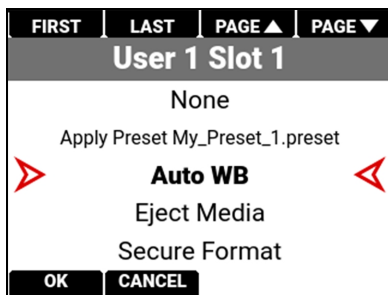 FIRST LAST PAGE▲ PAGE▼
User 1 Slot 1
None
Apply Preset My_Preset_1.preset
Auto WB
Eject Media
Secure Format
OK CANCEL